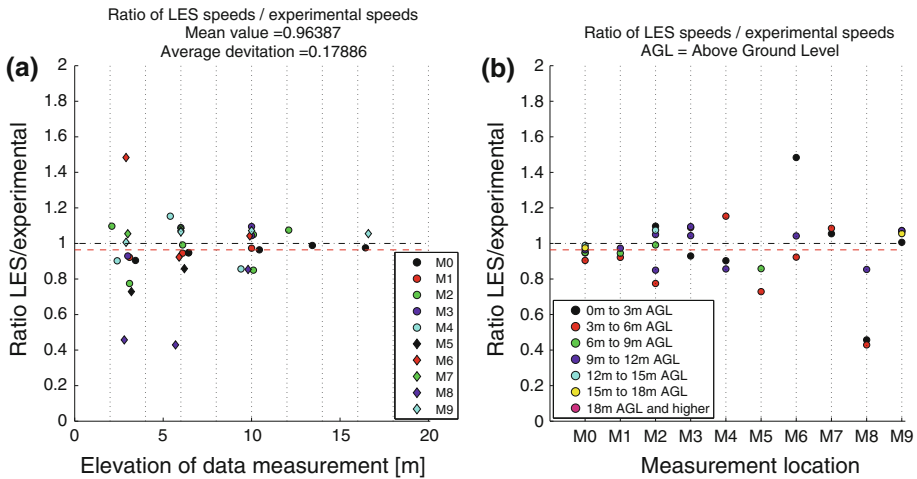 Ratio of LES speeds / experimental speeds
Mean value =0.96387
Average devitation =0.17886
(a)
2
1.8
1.6
1.4
1.2
1
0.8
0.6
0.4
0.2
0
0 5 10 15 20
Ratio LES/experimental
Elevation of data measurement [m]
M0
M1
M2
M3
M4
M5
M6
M7
M8
M9
Ratio of LES speeds / experimental speeds
AGL = Above Ground Level
(b)
2
1.8
1.6
1.4
1.2
1
0.8
0.6
0.4
0.2
0
M0 M1 M2 M3 M4 M5 M6 M7 M8 M9
Ratio LES/experimental
Measurement location
0m to 3m AGL
3m to 6m AGL
6m to 9m AGL
9m to 12m AGL
12m to 15m AGL
15m to 18m AGL
18m AGL and higher